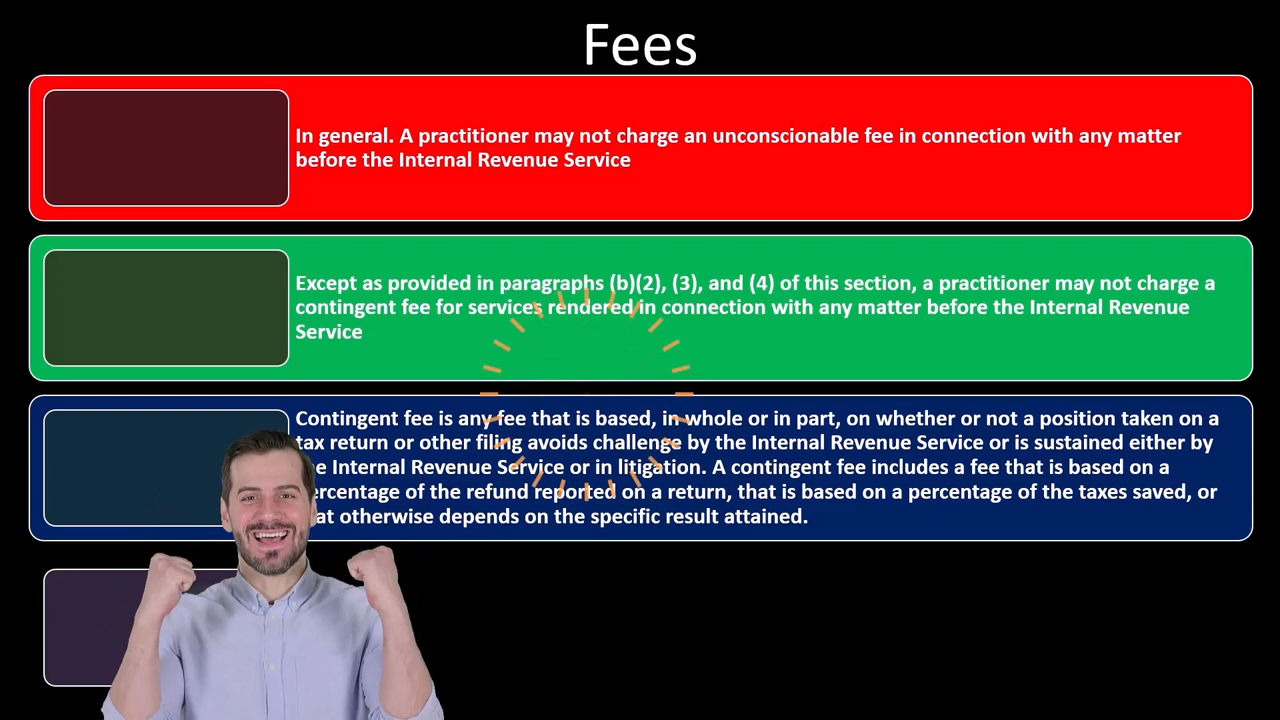 Fees
In general. A practitioner may not charge an unconscionable fee in connection with any matter
before the Internal Revenue Service
Except as provided in paragraphs (b)(2), (3), and (4) of this section, a practitioner may not charge a
contingent fee for services rendered in connection with any matter before the Internal Revenue
Service
Contingent fee is any fee that is based, in whole or in part, on whether or not a position taken on a
tax return or other filing avoids challenge by the Internal Revenue Service or is sustained either by
Internal Revenue Service or in litigation. A contingent fee includes a fee that is based on a
of the refund reported on a return, that is based on a percentage of the taxes saved, or
otherwise depends on the specific result attained.